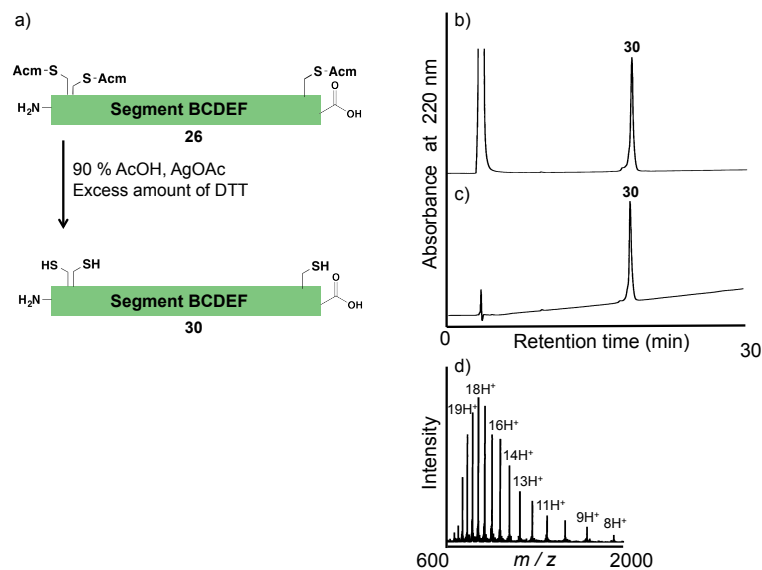 a)
Acm-S
S-Acm
S-Acm
O
H₂N
Segment BCDEF
OH
26
90 % AcOH, AgOAc
Excess amount of DTT
HS
SH
SH
O
H₂N
Segment BCDEF
OH
30
b)
30
c)
30
Absorbance at 220 nm
0
Retention time (min)
30
d)
18H⁺
19H⁺
16H⁺
14H⁺
13H⁺
11H⁺
9H⁺
8H⁺
Intensity
600
m / z
2000